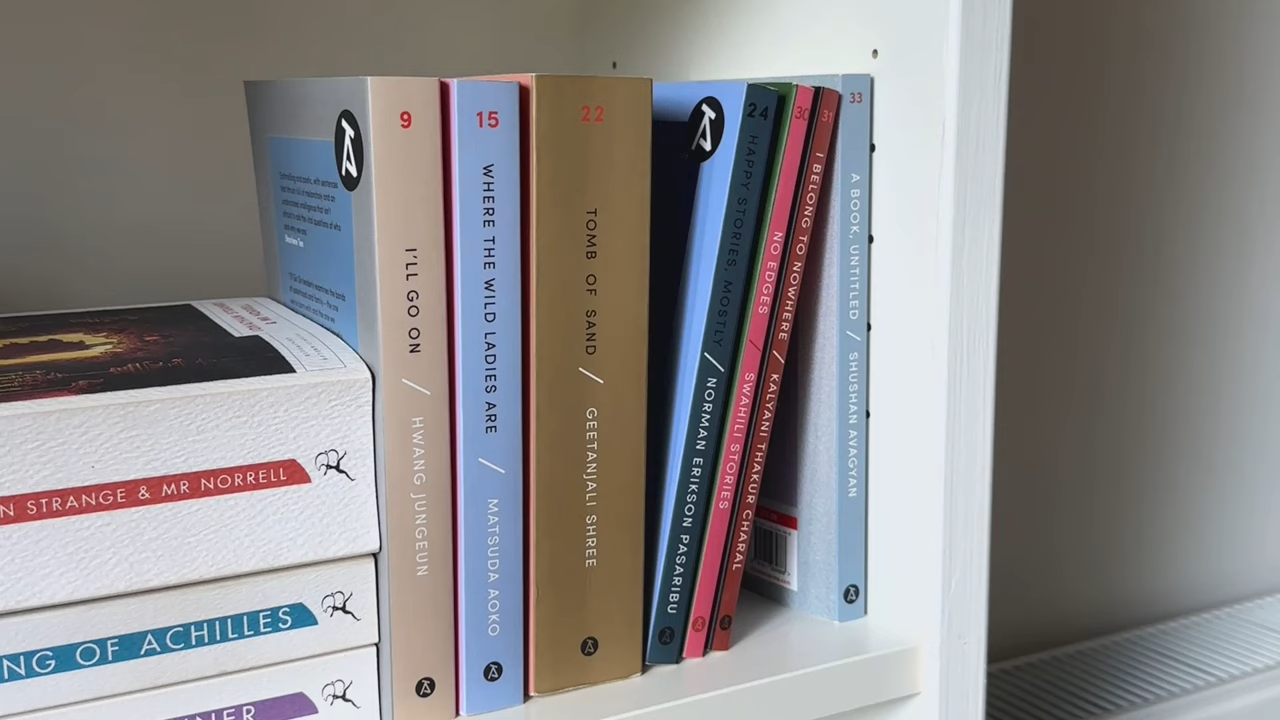 9
I'LL GO ON / HWANG JUNGEUN
15
WHERE THE WILD LADIES ARE / MATSUDA AOKO
22
TOMB OF SAND / GEETANJALI SHREE
24
HAPPY STORIES, MOSTLY / NORMAN ERIKSON PASARIBU
30
NO EDGES / SWAHILI STORIES
31
I BELONG TO NOWHERE / KALYANI THAKUR CHARAL
33
A BOOK, UNTITLED / SHUSHAN AVAGYAN
N STRANGE & MR NORRELL
NG OF ACHILLES
NER